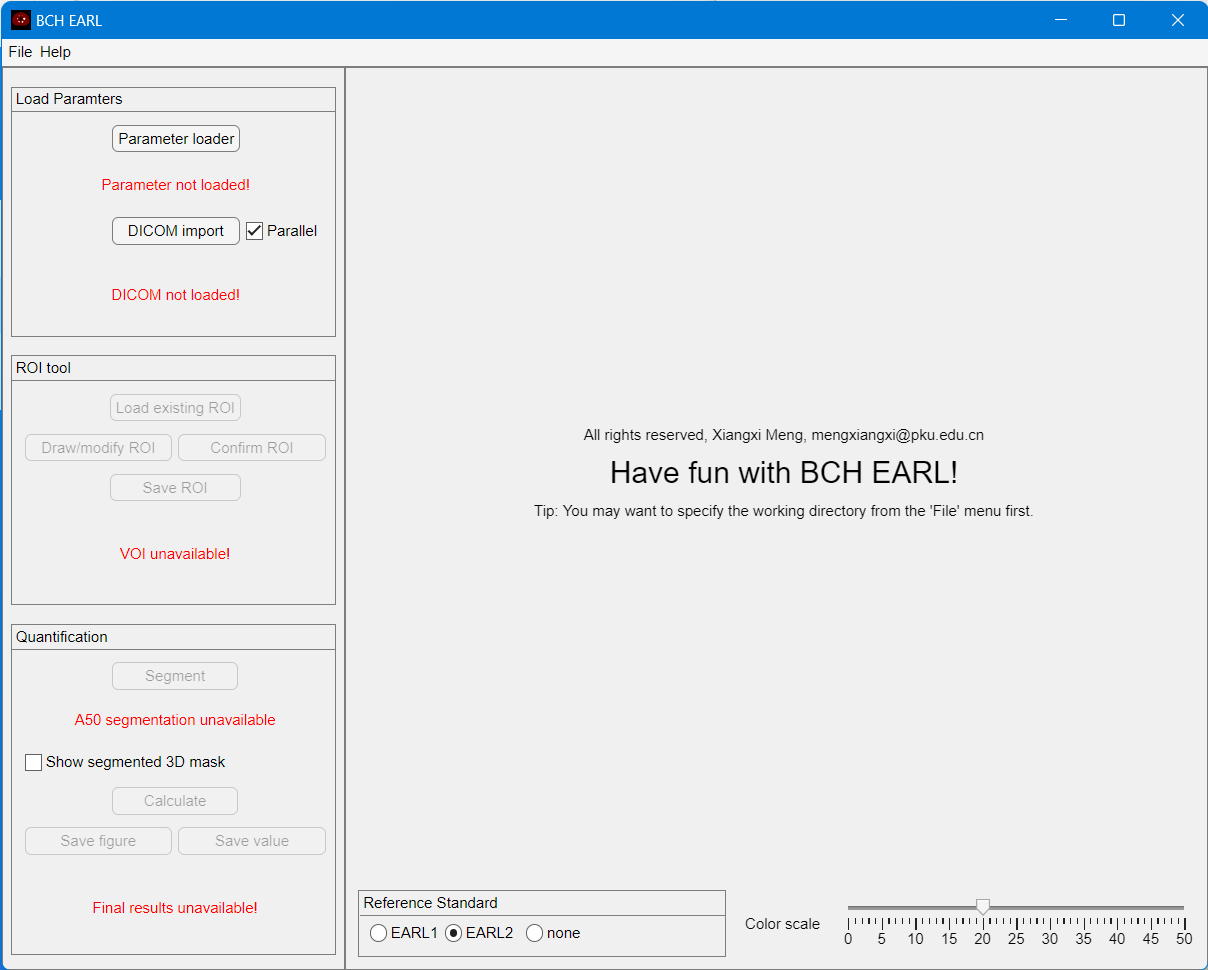 BCH EARL
File Help
Load Paramters
Parameter loader
Parameter not loaded!
DICOM import Parallel
DICOM not loaded!
ROI tool
Load existing ROI
Draw/modify ROI Confirm ROI
Save ROI
VOI unavailable!
Quantification
Segment
A50 segmentation unavailable
Show segmented 3D mask
Calculate
Save figure Save value
Final results unavailable!
All rights reserved, Xiangxi Meng, mengxiangxi@pku.edu.cn
Have fun with BCH EARL!
Tip: You may want to specify the working directory from the 'File' menu first.
Reference Standard
EARL1 EARL2 none
Color scale
0 5 10 15 20 25 30 35 40 45 50